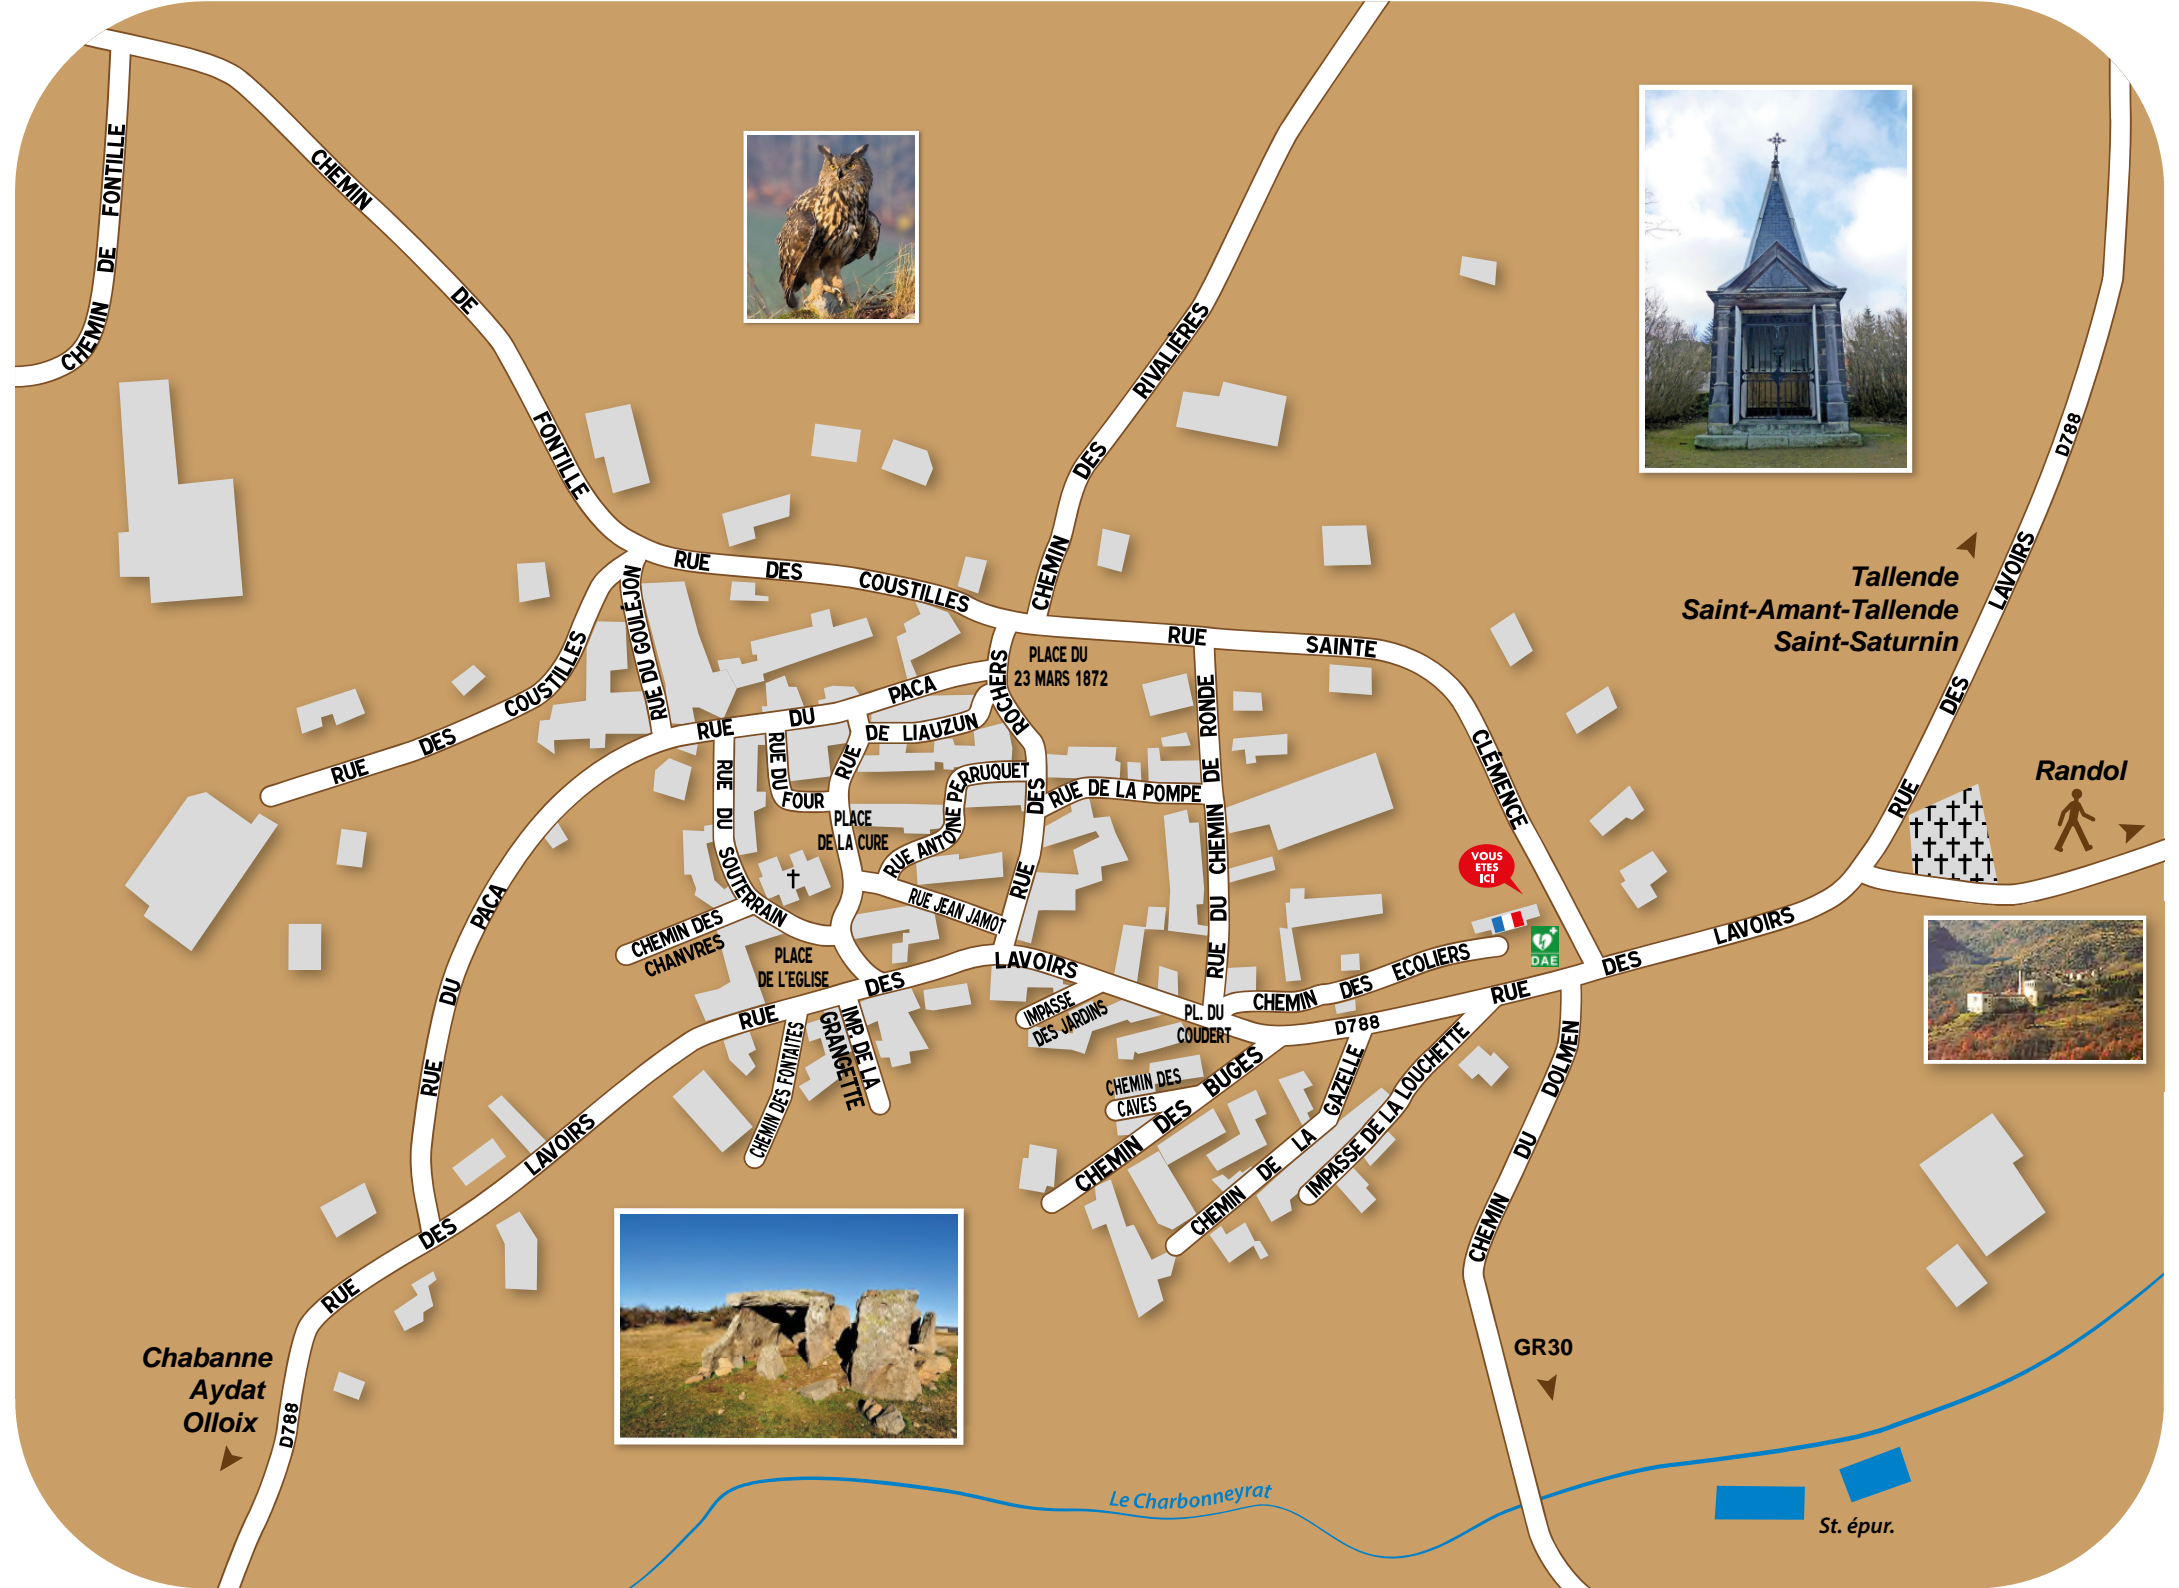 CHEMIN DE FONTILLE
CHEMIN DE FONTILLE
CHEMIN DES RIVALIÈRES
RUE DES COUSTILLES
RUE DES COUSTILLES
RUE DU GOULÉJON
RUE SAINTE CLÉMENCE
PLACE DU
23 MARS 1872
RUE DES ROCHERS
RUE DU PACA
RUE DU PACA
RUE DE LIAUZUN
RUE DU FOUR
RUE DU SOUTERRAIN
PLACE
DE LA CURE
RUE ANTOINE PERRUQUET
RUE DE LA POMPE
RUE DU CHEMIN DE RONDE
RUE JEAN JAMOT
CHEMIN DES
CHANVRES
PLACE
DE L'EGLISE
RUE DES LAVOIRS
IMPASSE
DES JARDINS
PL. DU
COUDERT
CHEMIN DES ECOLIERS
VOUS
ETES
ICI
DAE
D788
RUE DES LAVOIRS
RUE DES LAVOIRS
D788
Tallende
Saint-Amant-Tallende
Saint-Saturnin
Randol
CHEMIN DES FONTAITES
IMP. DE LA
GRANGETTE
CHEMIN DES
CAVES
CHEMIN DES BUGES
CHEMIN DE LA GAZELLE
IMPASSE DE LA LOUCHETTE
CHEMIN DU DOLMEN
RUE DES LAVOIRS
D788
Chabanne
Aydat
Olloix
GR30
Le Charbonneyrat
St. épur.